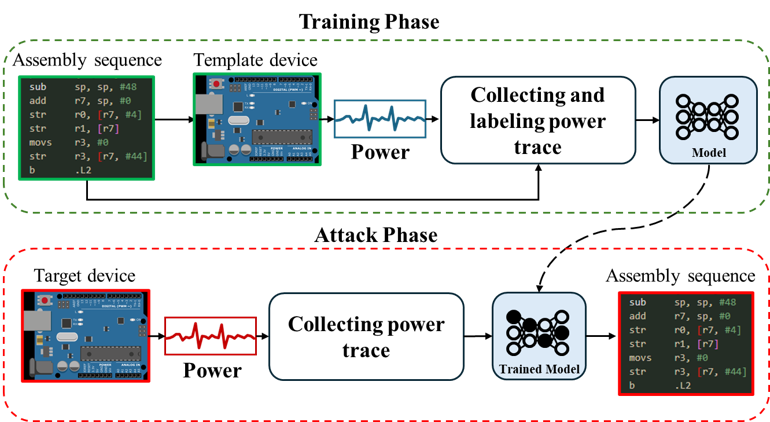 Training Phase
Assembly sequence
Template device
sub sp, sp, #48
add r7, sp, #0
str r0, [r7, #4]
str r1, [r7]
movs r3, #0
str r3, [r7, #44]
b .L2
Power
Collecting and
labeling power
trace
Model
Attack Phase
Target device
Power
Collecting power
trace
Trained Model
Assembly sequence
sub sp, sp, #48
add r7, sp, #0
str r0, [r7, #4]
str r1, [r7]
movs r3, #0
str r3, [r7, #44]
b .L2